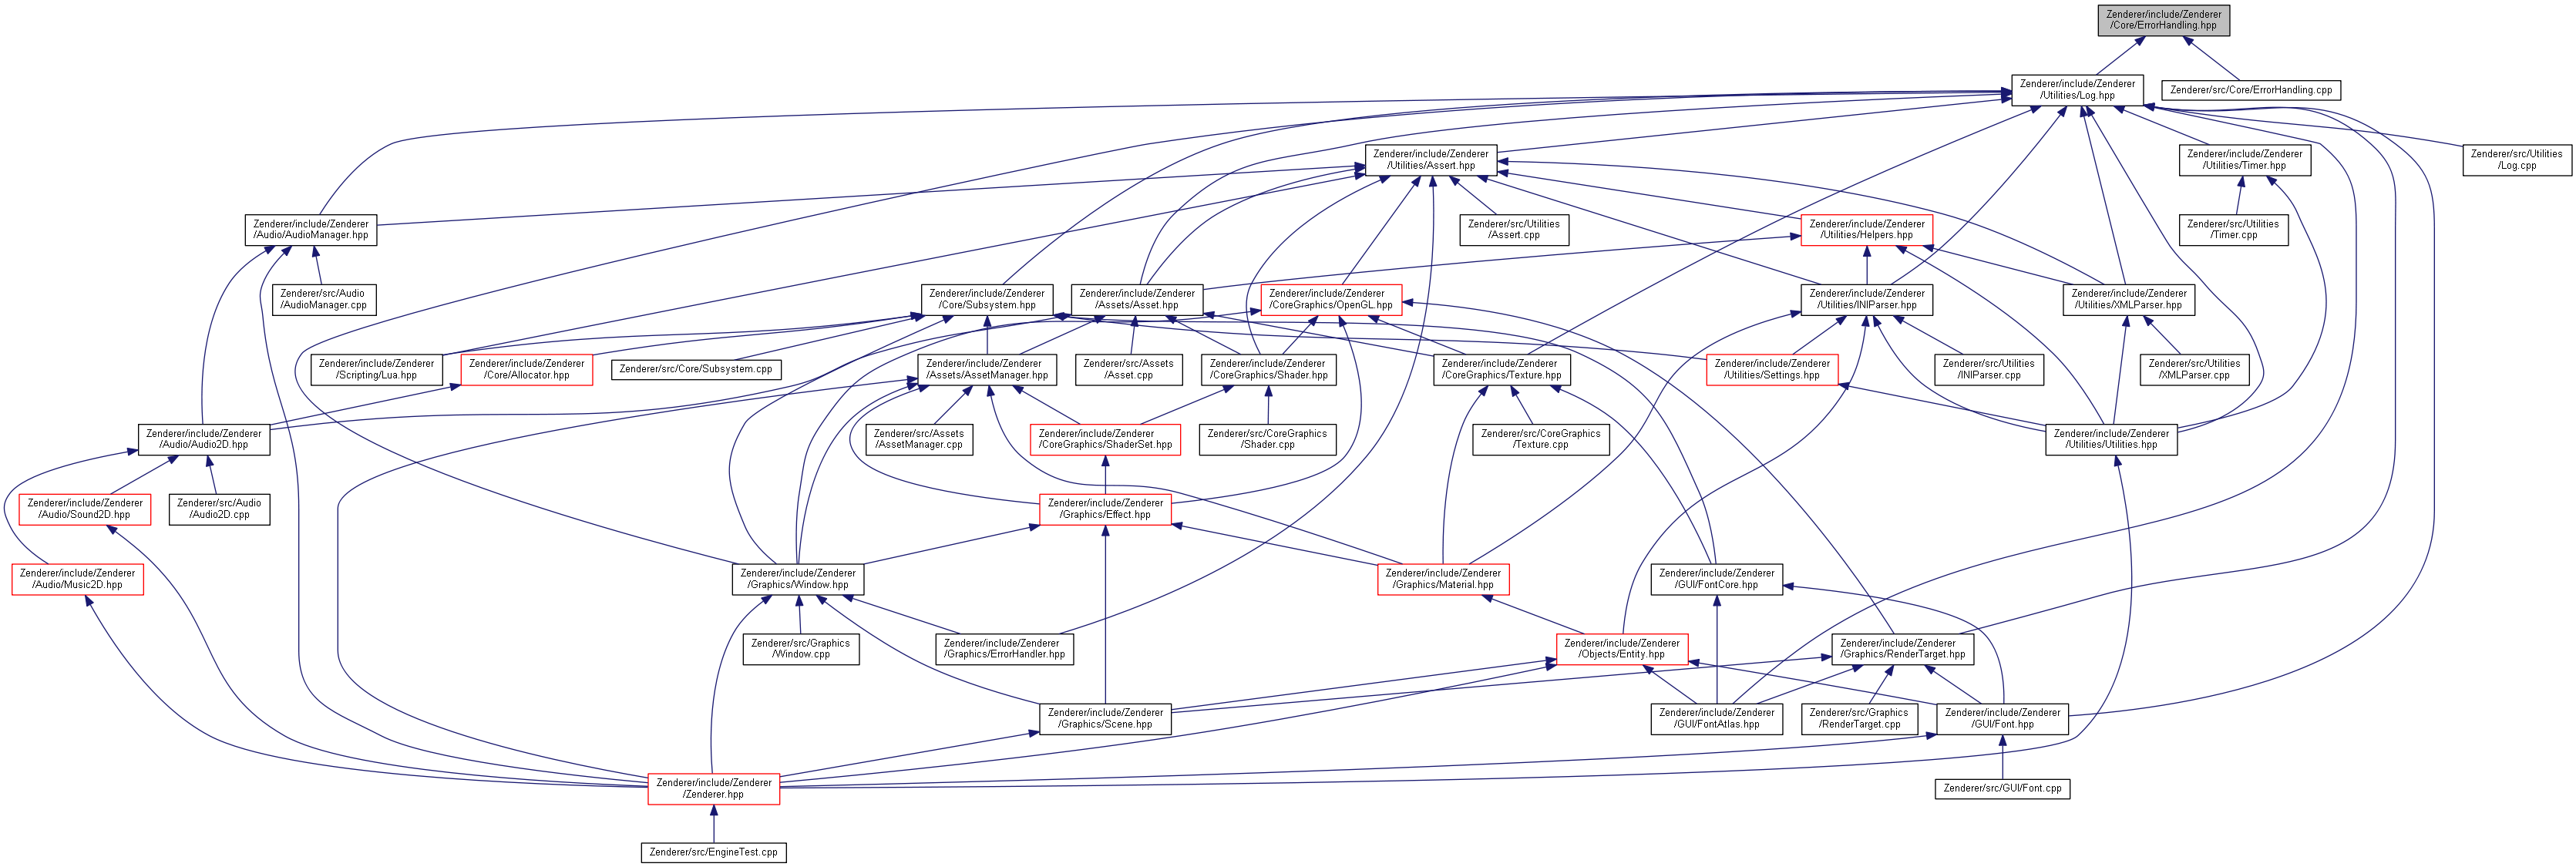 Zenderer/include/Zenderer
/Core/ErrorHandling.hpp
Zenderer/include/Zenderer
/Utilities/Log.hpp
Zenderer/src/Core/ErrorHandling.cpp
Zenderer/include/Zenderer
/Utilities/Assert.hpp
Zenderer/include/Zenderer
/Utilities/Timer.hpp
Zenderer/src/Utilities
/Log.cpp
Zenderer/include/Zenderer
/Audio/AudioManager.hpp
Zenderer/src/Utilities
/Assert.cpp
Zenderer/include/Zenderer
/Utilities/Helpers.hpp
Zenderer/src/Utilities
/Timer.cpp
Zenderer/src/Audio
/AudioManager.cpp
Zenderer/include/Zenderer
/Core/Subsystem.hpp
Zenderer/include/Zenderer
/Assets/Asset.hpp
Zenderer/include/Zenderer
/CoreGraphics/OpenGL.hpp
Zenderer/include/Zenderer
/Utilities/INIParser.hpp
Zenderer/include/Zenderer
/Utilities/XMLParser.hpp
Zenderer/include/Zenderer
/Scripting/Lua.hpp
Zenderer/include/Zenderer
/Core/Allocator.hpp
Zenderer/src/Core/Subsystem.cpp
Zenderer/include/Zenderer
/Assets/AssetManager.hpp
Zenderer/src/Assets
/Asset.cpp
Zenderer/include/Zenderer
/CoreGraphics/Shader.hpp
Zenderer/include/Zenderer
/CoreGraphics/Texture.hpp
Zenderer/include/Zenderer
/Utilities/Settings.hpp
Zenderer/src/Utilities
/INIParser.cpp
Zenderer/src/Utilities
/XMLParser.cpp
Zenderer/include/Zenderer
/Audio/Audio2D.hpp
Zenderer/src/Assets
/AssetManager.cpp
Zenderer/include/Zenderer
/CoreGraphics/ShaderSet.hpp
Zenderer/src/CoreGraphics
/Shader.cpp
Zenderer/src/CoreGraphics
/Texture.cpp
Zenderer/include/Zenderer
/Utilities/Utilities.hpp
Zenderer/include/Zenderer
/Audio/Sound2D.hpp
Zenderer/src/Audio
/Audio2D.cpp
Zenderer/include/Zenderer
/Graphics/Effect.hpp
Zenderer/include/Zenderer
/Audio/Music2D.hpp
Zenderer/include/Zenderer
/Graphics/Window.hpp
Zenderer/include/Zenderer
/Graphics/Material.hpp
Zenderer/include/Zenderer
/GUI/FontCore.hpp
Zenderer/src/Graphics
/Window.cpp
Zenderer/include/Zenderer
/Graphics/ErrorHandler.hpp
Zenderer/include/Zenderer
/Objects/Entity.hpp
Zenderer/include/Zenderer
/Graphics/RenderTarget.hpp
Zenderer/include/Zenderer
/Graphics/Scene.hpp
Zenderer/include/Zenderer
/GUI/FontAtlas.hpp
Zenderer/src/Graphics
/RenderTarget.cpp
Zenderer/include/Zenderer
/GUI/Font.hpp
Zenderer/include/Zenderer
/Zenderer.hpp
Zenderer/src/GUI/Font.cpp
Zenderer/src/EngineTest.cpp